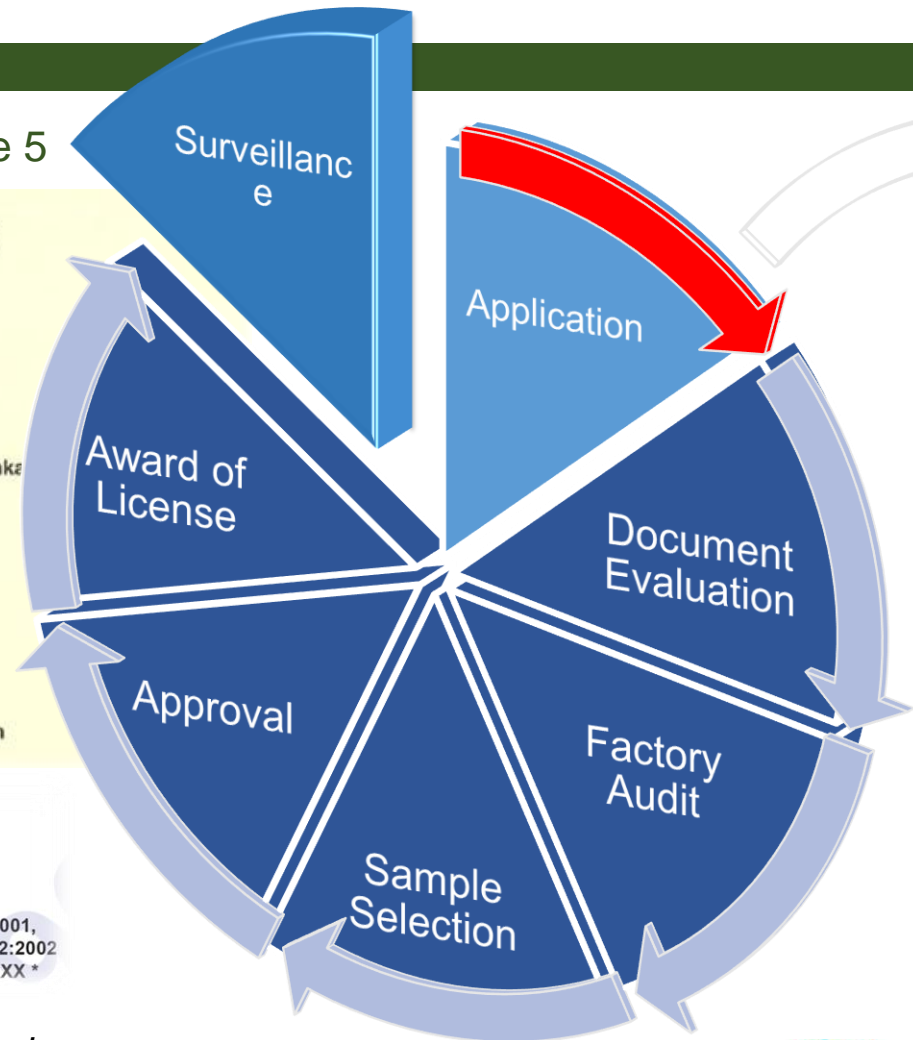 e 5
Surveillanc
e
Application
Award of
License
Document
Evaluation
Approval
Factory
Audit
Sample
Selection
001,
2:2002
XX *